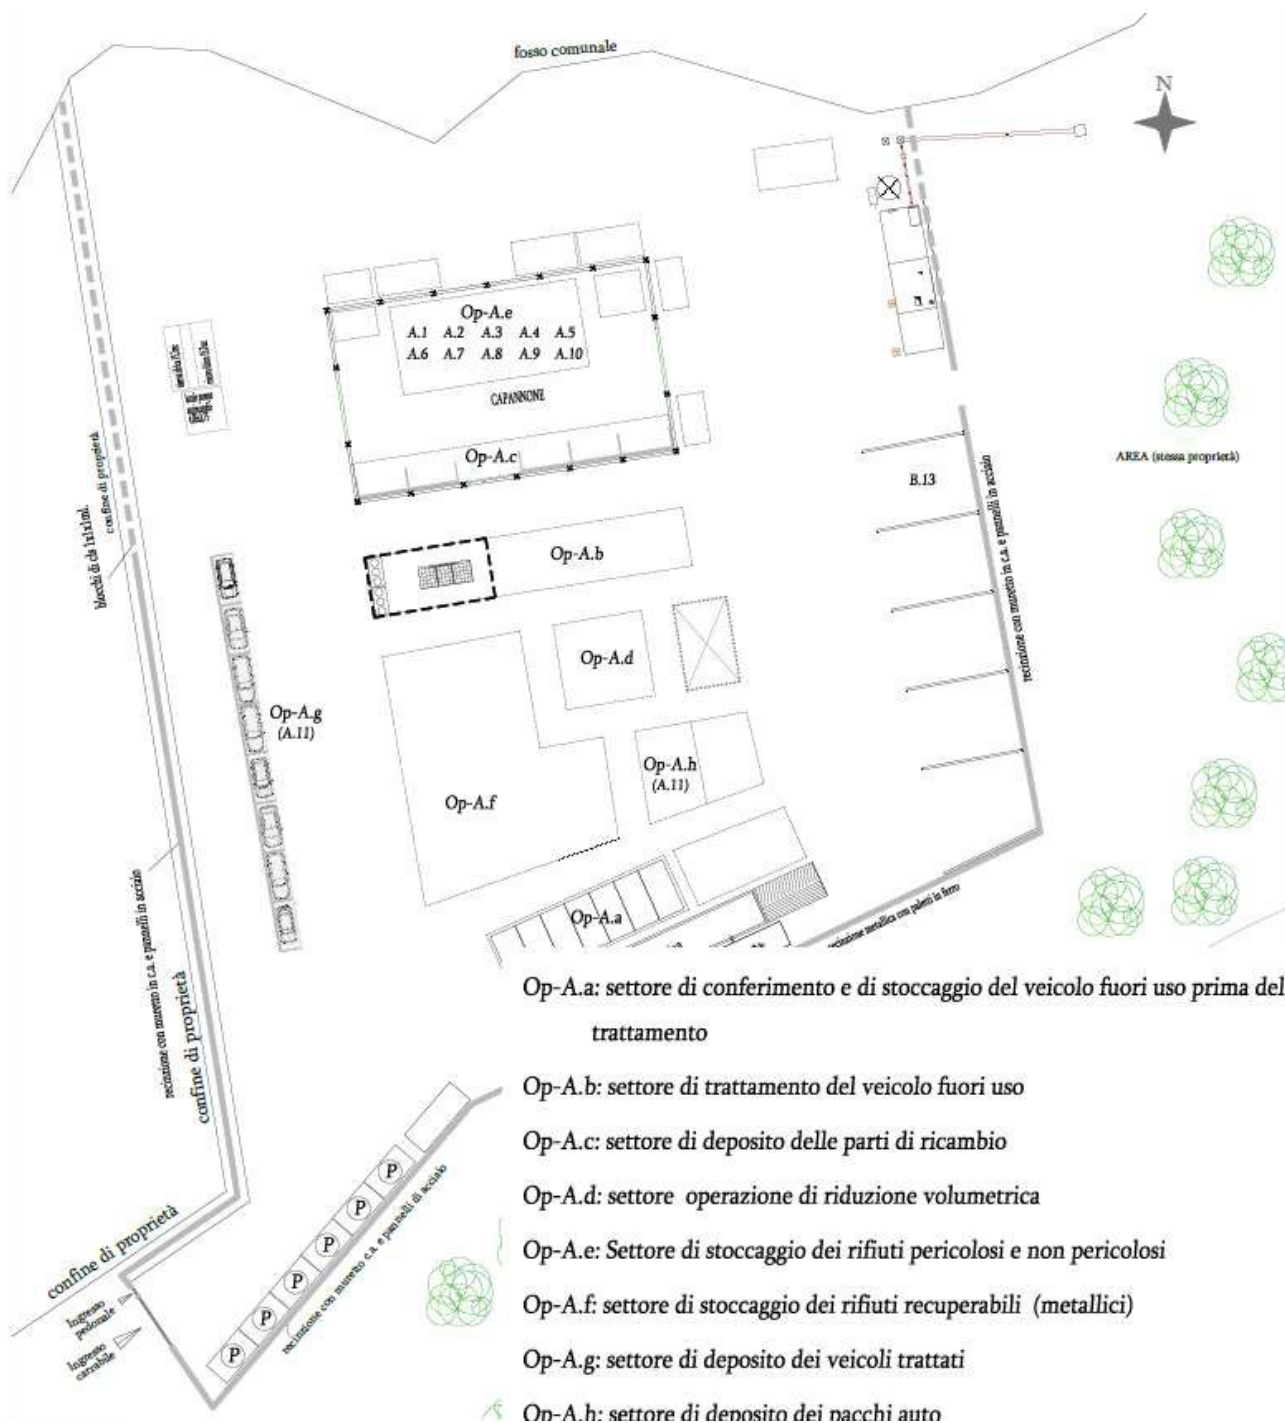 fosso comunale
N
Op-A.e
A.1 A.2 A.3 A.4 A.5
A.6 A.7 A.8 A.9 A.10
CAPANNONE
Op-A.c
confine di proprietà
blocchi di cls 1x1x1ml.
AREA (stessa proprietà)
B.13
recinzione con muretto in c.a. e pannelli in acciaio
Op-A.b
Op-A.d
Op-A.g
(A.11)
Op-A.h
(A.11)
Op-A.f
Op-A.a
recinzione metallica con paletti in ferro
recinzione con muretto in c.a. e pannelli in acciaio
confine di proprietà
Op-A.a: settore di conferimento e di stoccaggio del veicolo fuori uso prima del
trattamento
Op-A.b: settore di trattamento del veicolo fuori uso
Op-A.c: settore di deposito delle parti di ricambio
Op-A.d: settore operazione di riduzione volumetrica
Op-A.e: Settore di stoccaggio dei rifiuti pericolosi e non pericolosi
Op-A.f: settore di stoccaggio dei rifiuti recuperabili (metallici)
Op-A.g: settore di deposito dei veicoli trattati
Op-A.h: settore di deposito dei pacchi auto
confine di proprietà
P
P
P
P
P
P
recinzione con muretto c.a. e pannelli di acciaio
Ingresso
pedonale
Ingresso
carrabile